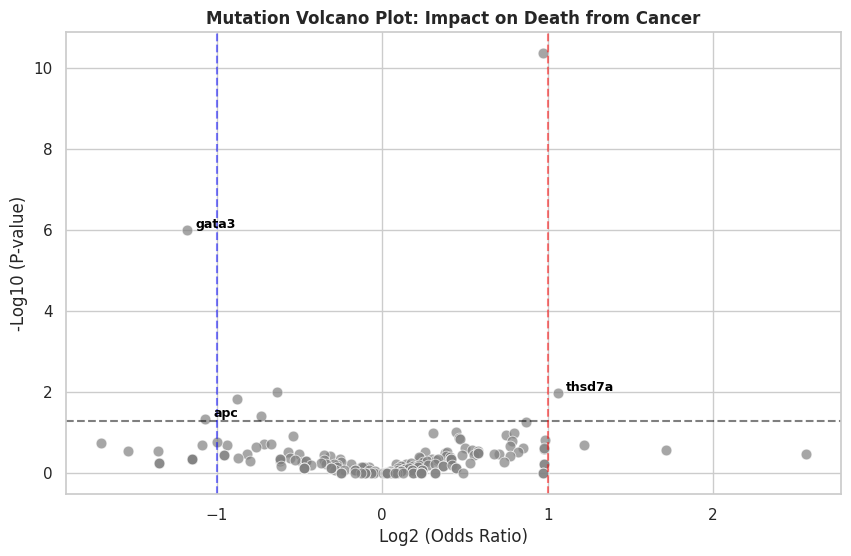 Mutation Volcano Plot: Impact on Death from Cancer
10
8
6
4
2
0
-Log10 (P-value)
gata3
thsd7a
apc
−1
0
1
2
Log2 (Odds Ratio)